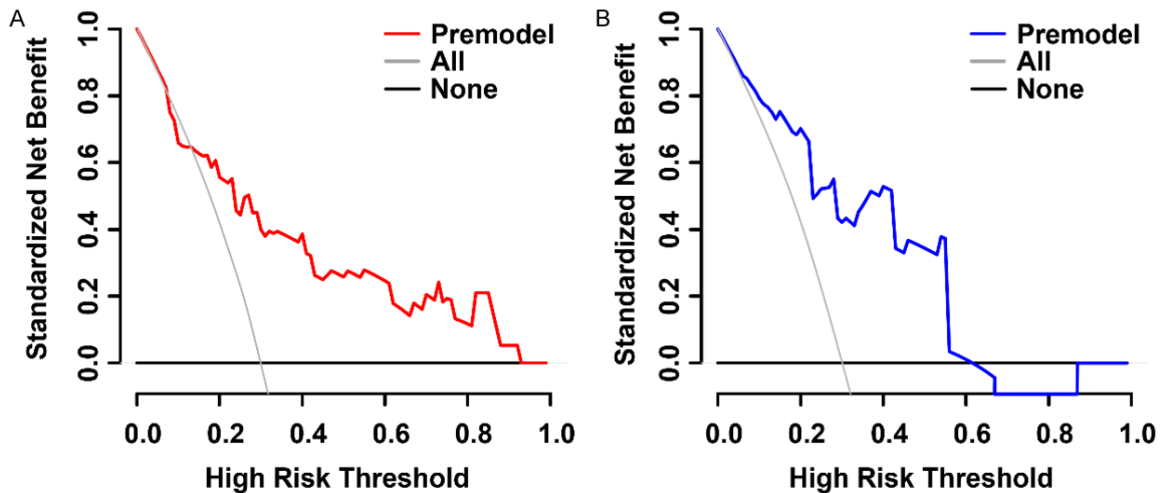 A
Standardized Net Benefit
1.0
0.8
0.6
0.4
0.2
0.0
Premodel
All
None
0.0 0.2 0.4 0.6 0.8 1.0
High Risk Threshold
B
Standardized Net Benefit
1.0
0.8
0.6
0.4
0.2
0.0
Premodel
All
None
0.0 0.2 0.4 0.6 0.8 1.0
High Risk Threshold